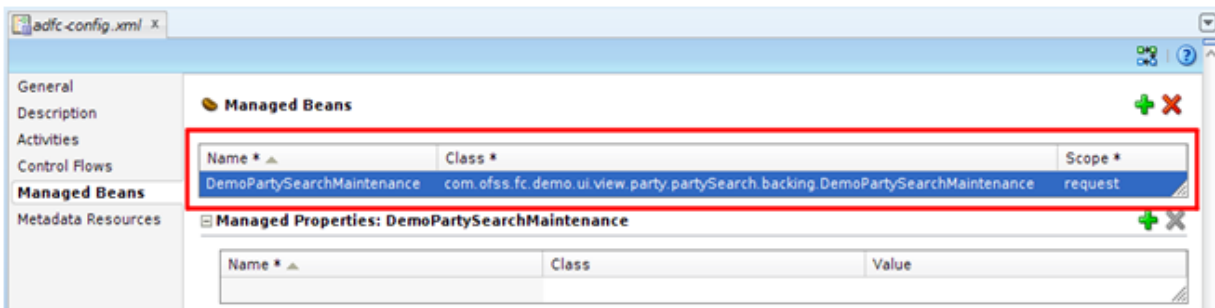 adfc-config.xml x
General
Description
Activities
Control Flows
Managed Beans
Metadata Resources
Managed Beans
Name * Class * Scope *
DemoPartySearchMaintenance com.ofss.fc.demo.ui.view.party.partySearch.backing.DemoPartySearchMaintenance request
Managed Properties: DemoPartySearchMaintenance
Name * Class Value